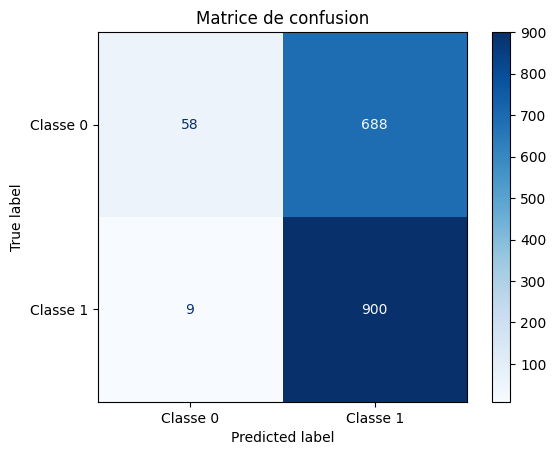 Matrice de confusion
True label
Classe 0
58
688
Classe 1
9
900
Classe 0
Classe 1
Predicted label
900
800
700
600
500
400
300
200
100